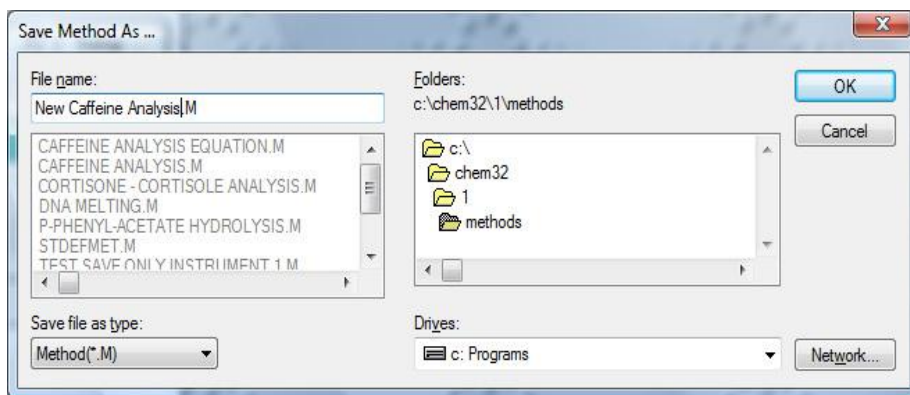 Save Method As ...
File name:
New Caffeine Analysis.M
CAFFEINE ANALYSIS EQUATION.M
CAFFEINE ANALYSIS.M
CORTISONE - CORTISOLE ANALYSIS.M
DNA MELTING.M
P-PHENYL-ACETATE HYDROLYSIS.M
STDEFMET.M
TEST SAVE ONLY INSTRUMENT 1.M
Save file as type:
Method(*.M)
Folders:
c:\chem32\1\methods
c:\
chem32
1
methods
Drives:
c: Programs
OK
Cancel
Network...